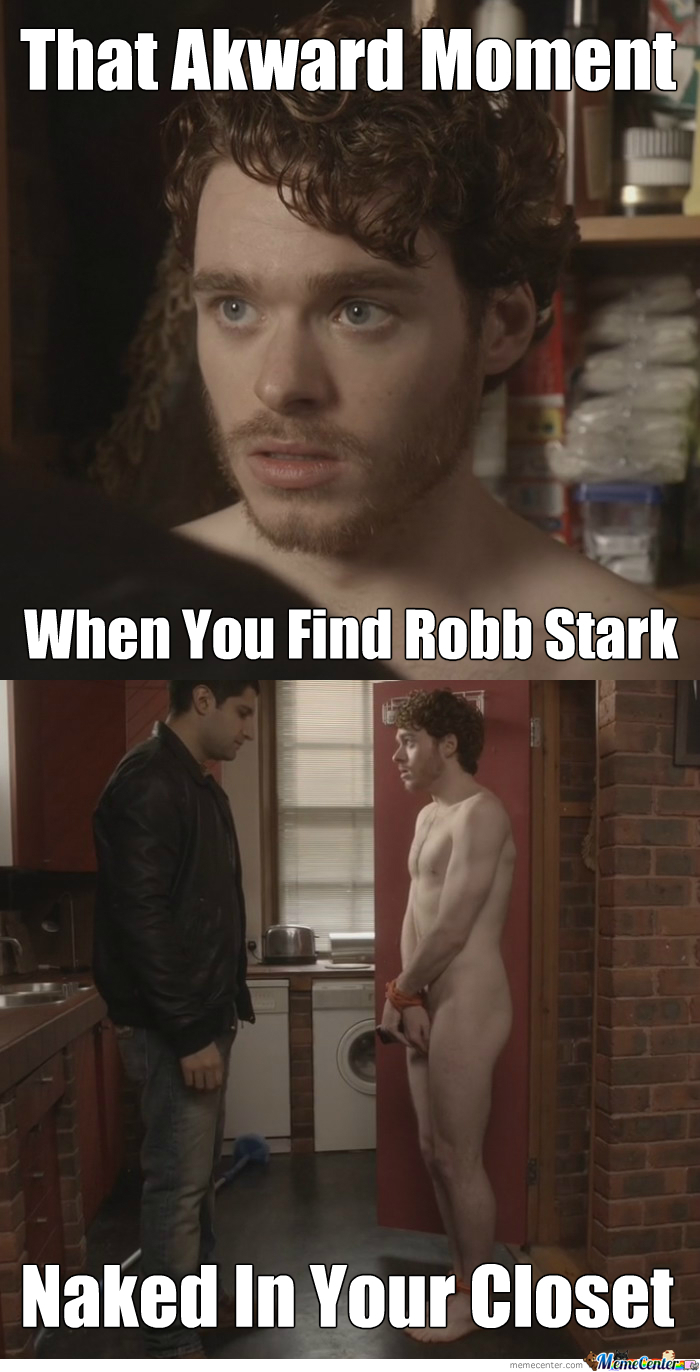 That Akward Moment
When You Find Robb Stark
Naked In Your Closet
memecenter.com MemeCenter